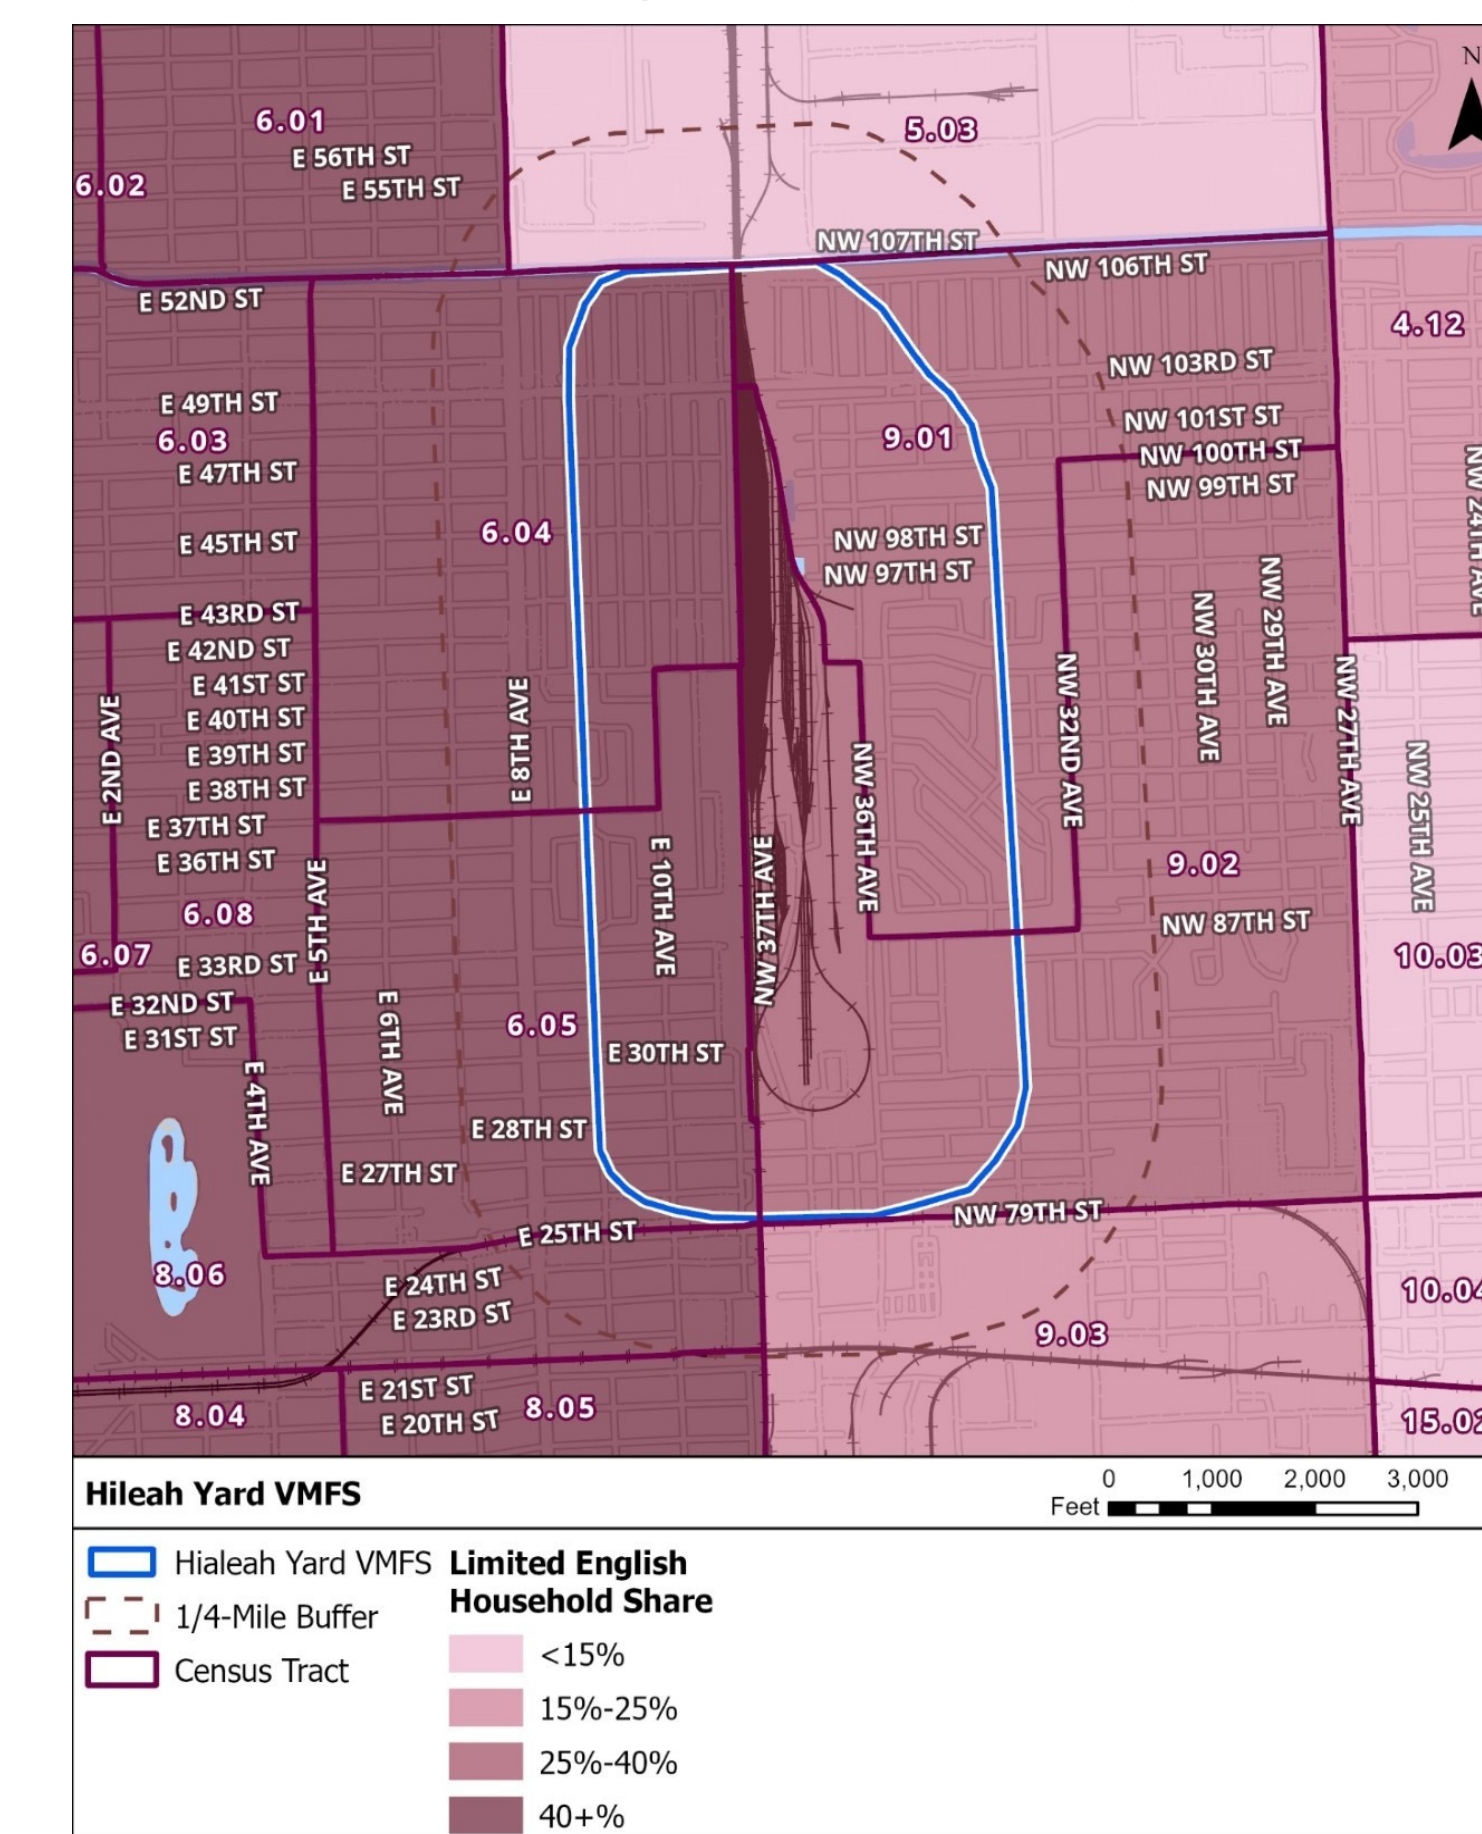 N
6.01
5.03
E 56TH ST
6.02
E 55TH ST
NW 107TH ST
NW 106TH ST
E 52ND ST
4.12
NW 103RD ST
E 49TH ST
NW 101ST ST
6.03
9.01
NW 100TH ST
E 47TH ST
NW 99TH ST
NW 24TH AVE
6.04
NW 98TH ST
E 45TH ST
NW 97TH ST
E 43RD ST
NW 30TH AVE
NW 29TH AVE
E 42ND ST
E 41ST ST
E 40TH ST
E 2ND AVE
E 8TH AVE
NW 32ND AVE
NW 27TH AVE
E 39TH ST
E 38TH ST
E 37TH ST
NW 36TH AVE
NW 25TH AVE
E 36TH ST
9.02
E 5TH AVE
E 10TH AVE
NW 37TH AVE
6.08
NW 87TH ST
6.07
E 33RD ST
10.03
E 32ND ST
E 31ST ST
E 6TH AVE
6.05
E 30TH ST
E 4TH AVE
E 28TH ST
E 27TH ST
NW 79TH ST
E 25TH ST
8.06
E 24TH ST
10.04
E 23RD ST
9.03
E 21ST ST
8.04
E 20TH ST
8.05
15.02
Hileah Yard VMFS
0 1,000 2,000 3,000
Feet
Hialeah Yard VMFS
1/4-Mile Buffer
Census Tract
Limited English
Household Share
<15%
15%-25%
25%-40%
40+%